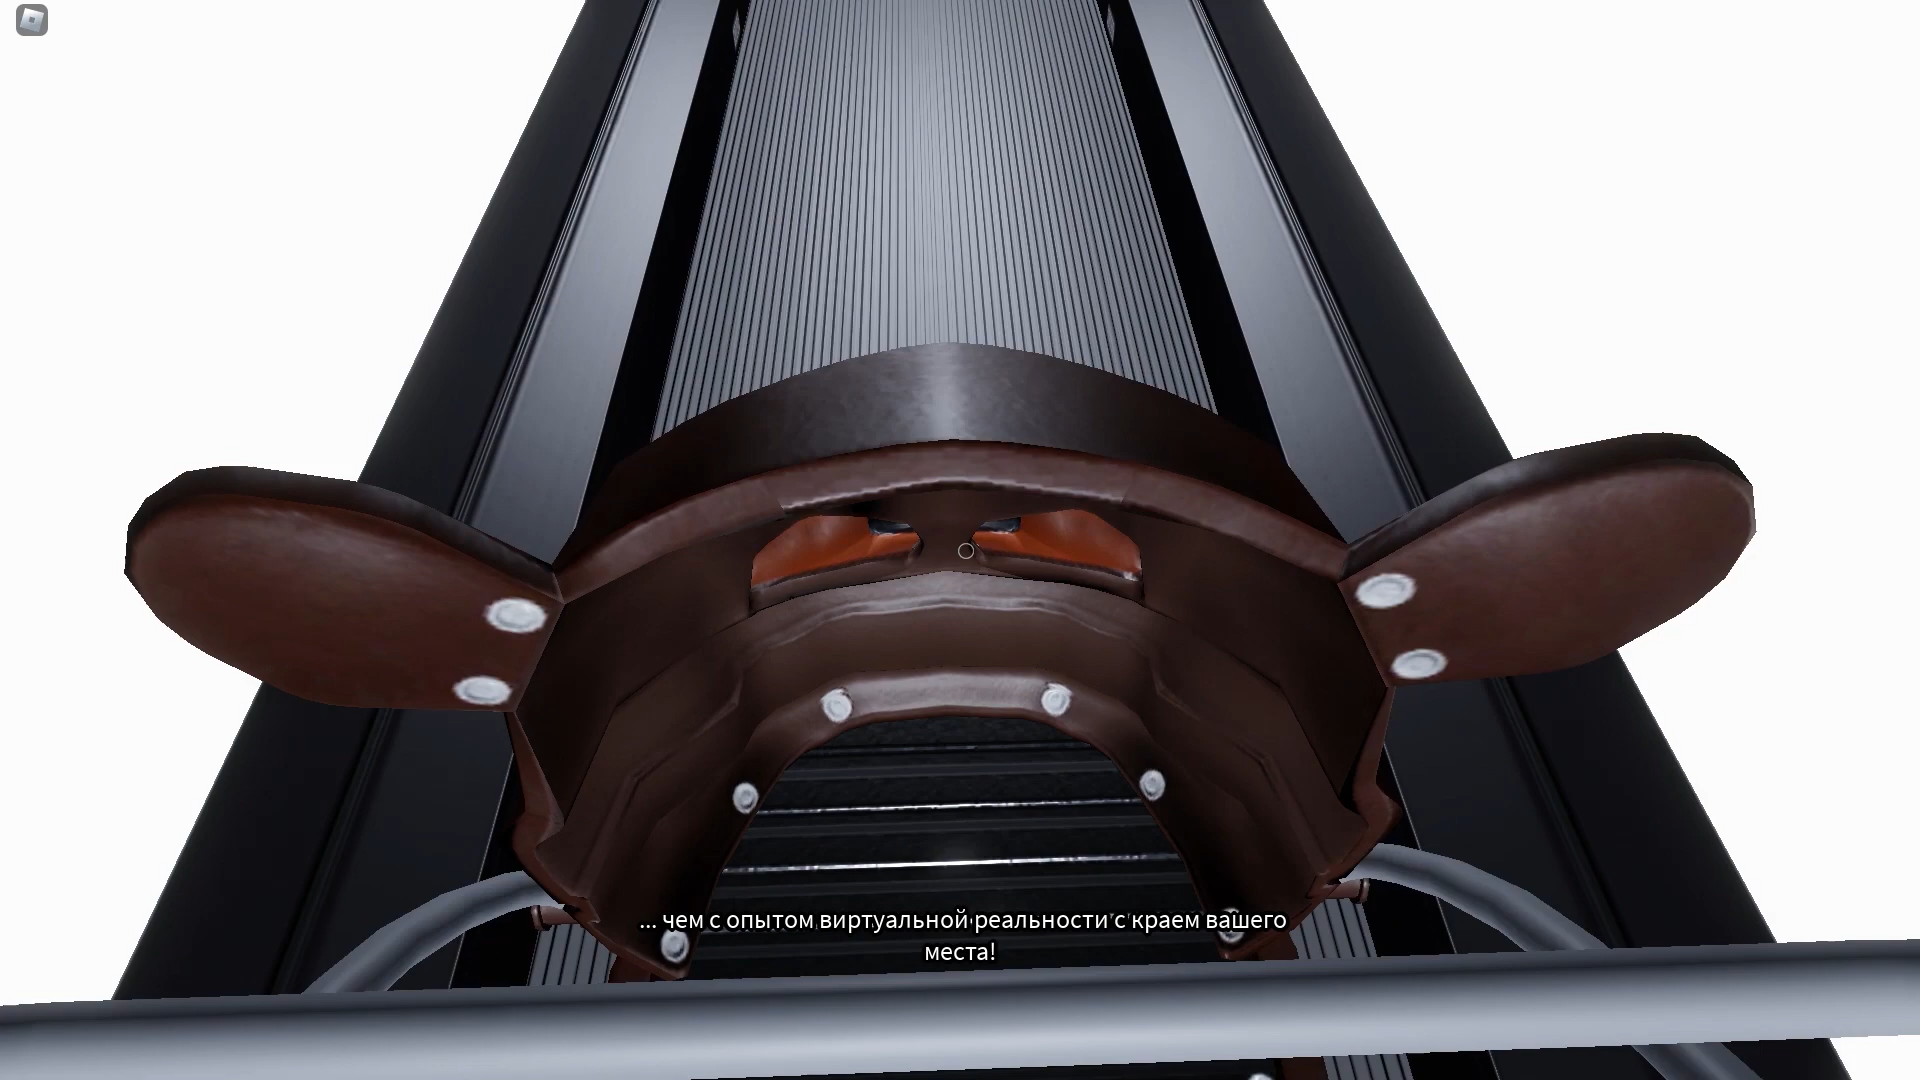 ... чем с опытом виртуальной реальности с краем вашего
места!